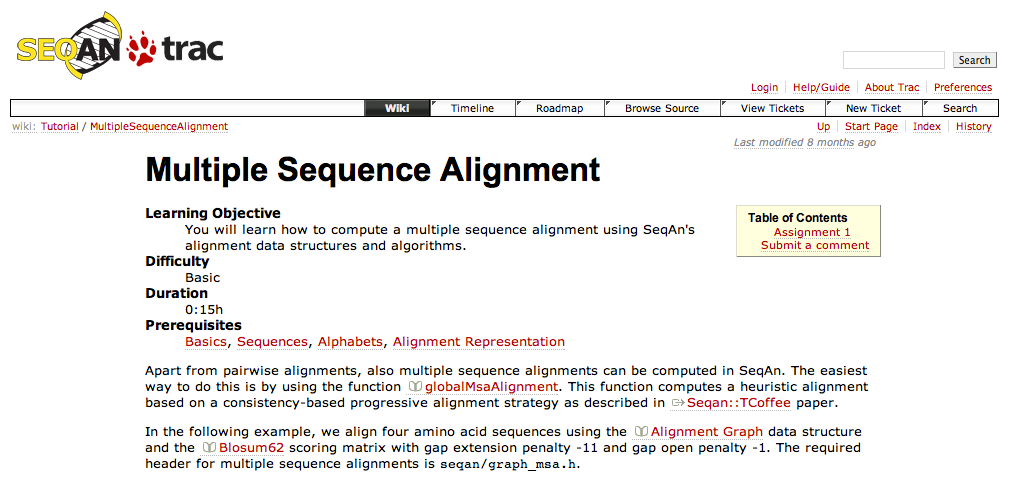 SEQAN trac
Search
Login Help/Guide About Trac Preferences
Wiki Timeline Roadmap Browse Source View Tickets New Ticket Search
wiki: Tutorial / MultipleSequenceAlignment
Up Start Page Index History
Last modified 8 months ago
Multiple Sequence Alignment
Table of Contents
Assignment 1
Submit a comment
Learning Objective
You will learn how to compute a multiple sequence alignment using SeqAn's
alignment data structures and algorithms.
Difficulty
Basic
Duration
0:15h
Prerequisites
Basics, Sequences, Alphabets, Alignment Representation
Apart from pairwise alignments, also multiple sequence alignments can be computed in SeqAn. The easiest
way to do this is by using the function globalMsaAlignment. This function computes a heuristic alignment
based on a consistency-based progressive alignment strategy as described in Seqan::TCoffee paper.
In the following example, we align four amino acid sequences using the Alignment Graph data structure
and the Blosum62 scoring matrix with gap extension penalty -11 and gap open penalty -1. The required
header for multiple sequence alignments is seqan/graph_msa.h.